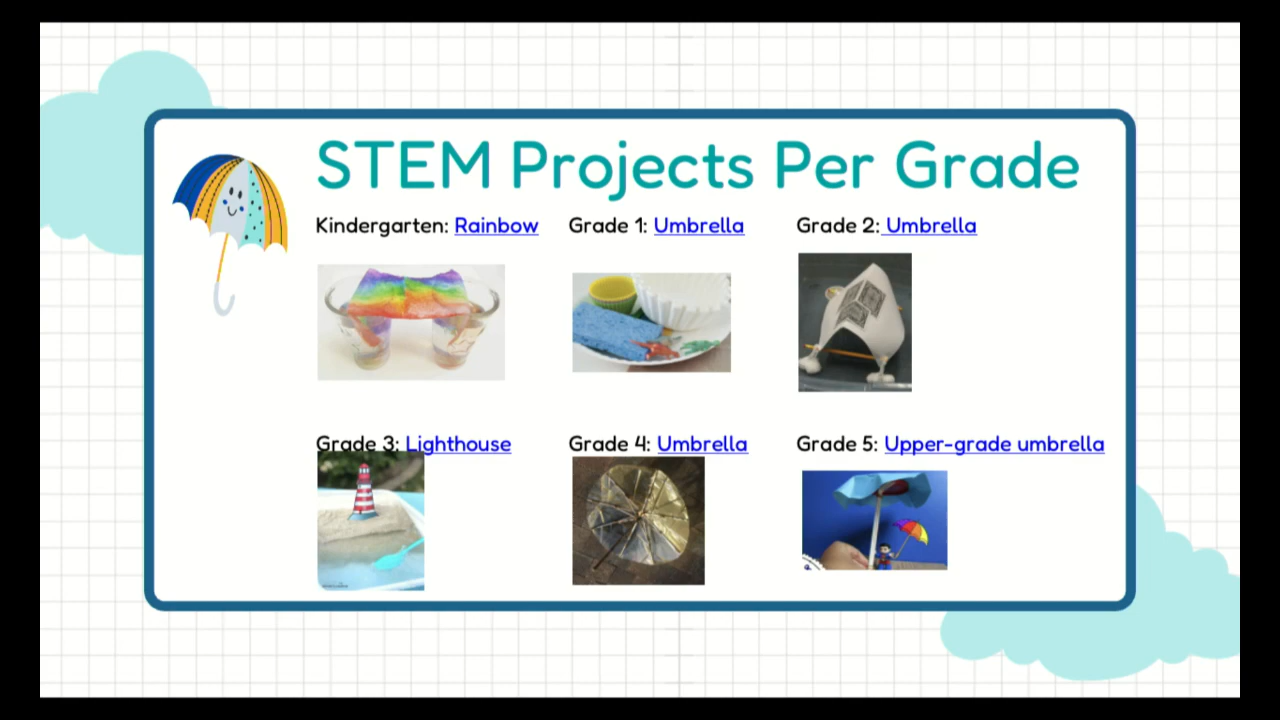 STEM Projects Per Grade
Kindergarten: Rainbow
Grade 1: Umbrella
Grade 2: Umbrella
Grade 3: Lighthouse
Grade 4: Umbrella
Grade 5: Upper-grade umbrella